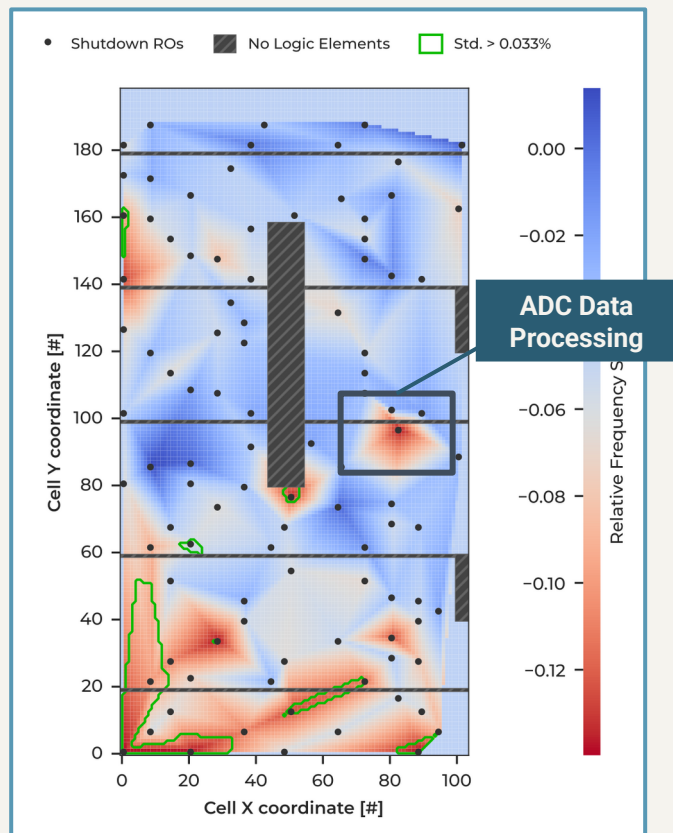 Shutdown ROs
No Logic Elements
Std. > 0.033%
180
160
140
120
100
80
60
40
20
0
Cell Y coordinate [#]
0
20
40
60
80
100
Cell X coordinate [#]
ADC Data
Processing
0.00
−0.02
−0.06
−0.08
−0.10
−0.12
Relative Frequency S